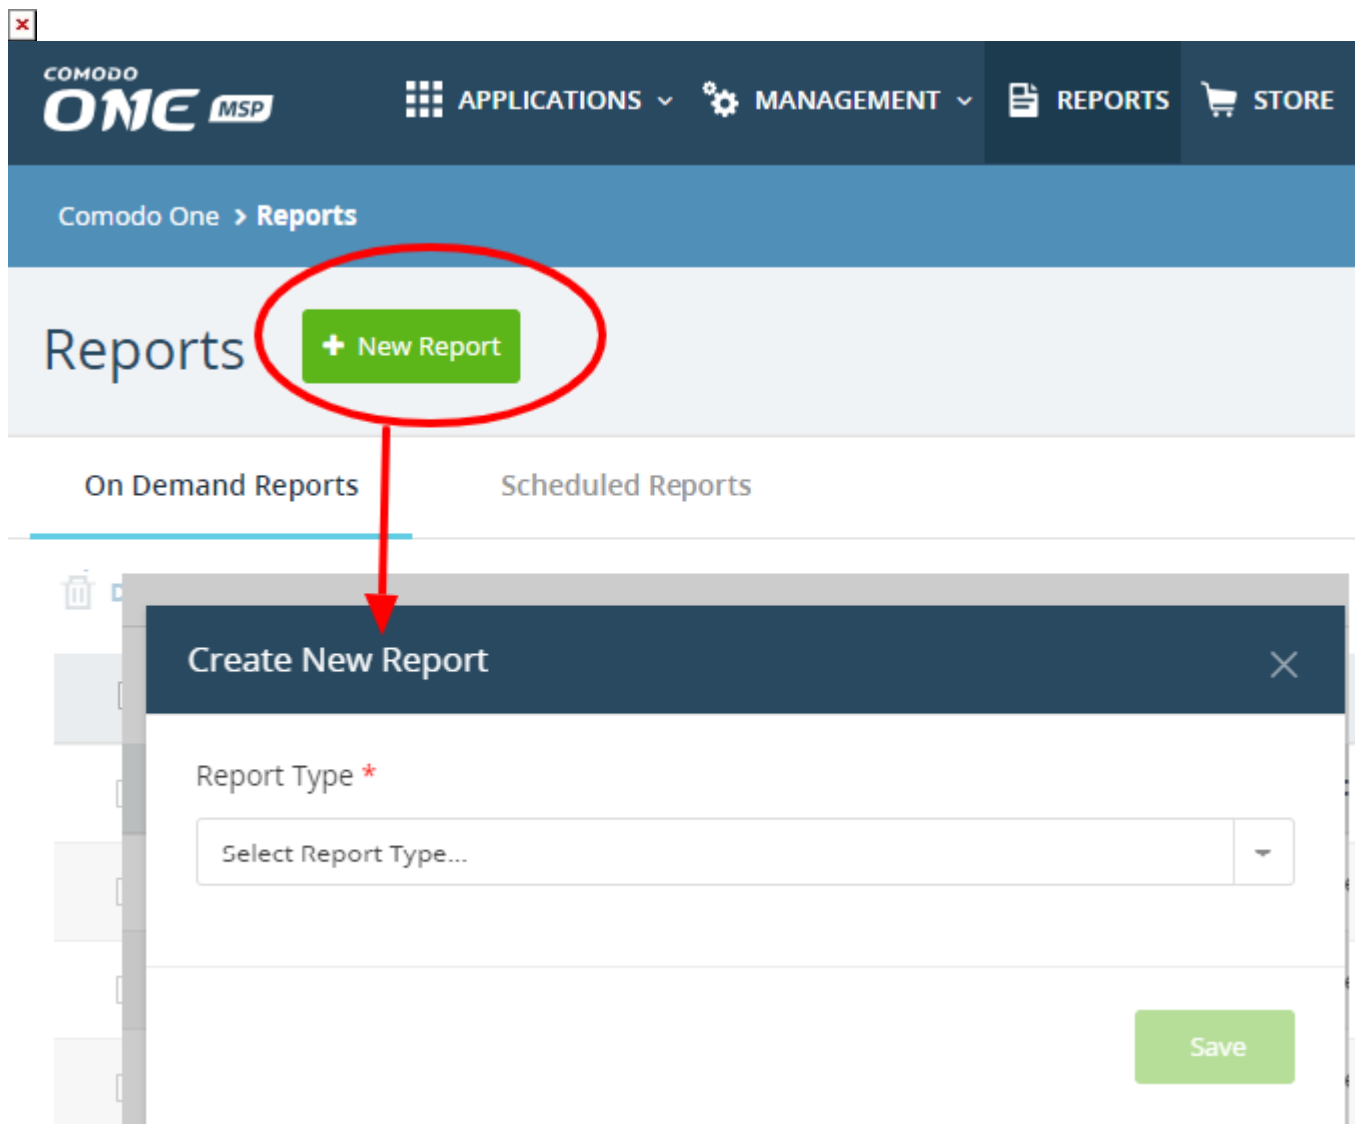 COMODO
ONE MSP
APPLICATIONS
MANAGEMENT
REPORTS
STORE
Comodo One > Reports
Reports
+ New Report
On Demand Reports
Scheduled Reports
Create New Report
Report Type *
Select Report Type...
Save